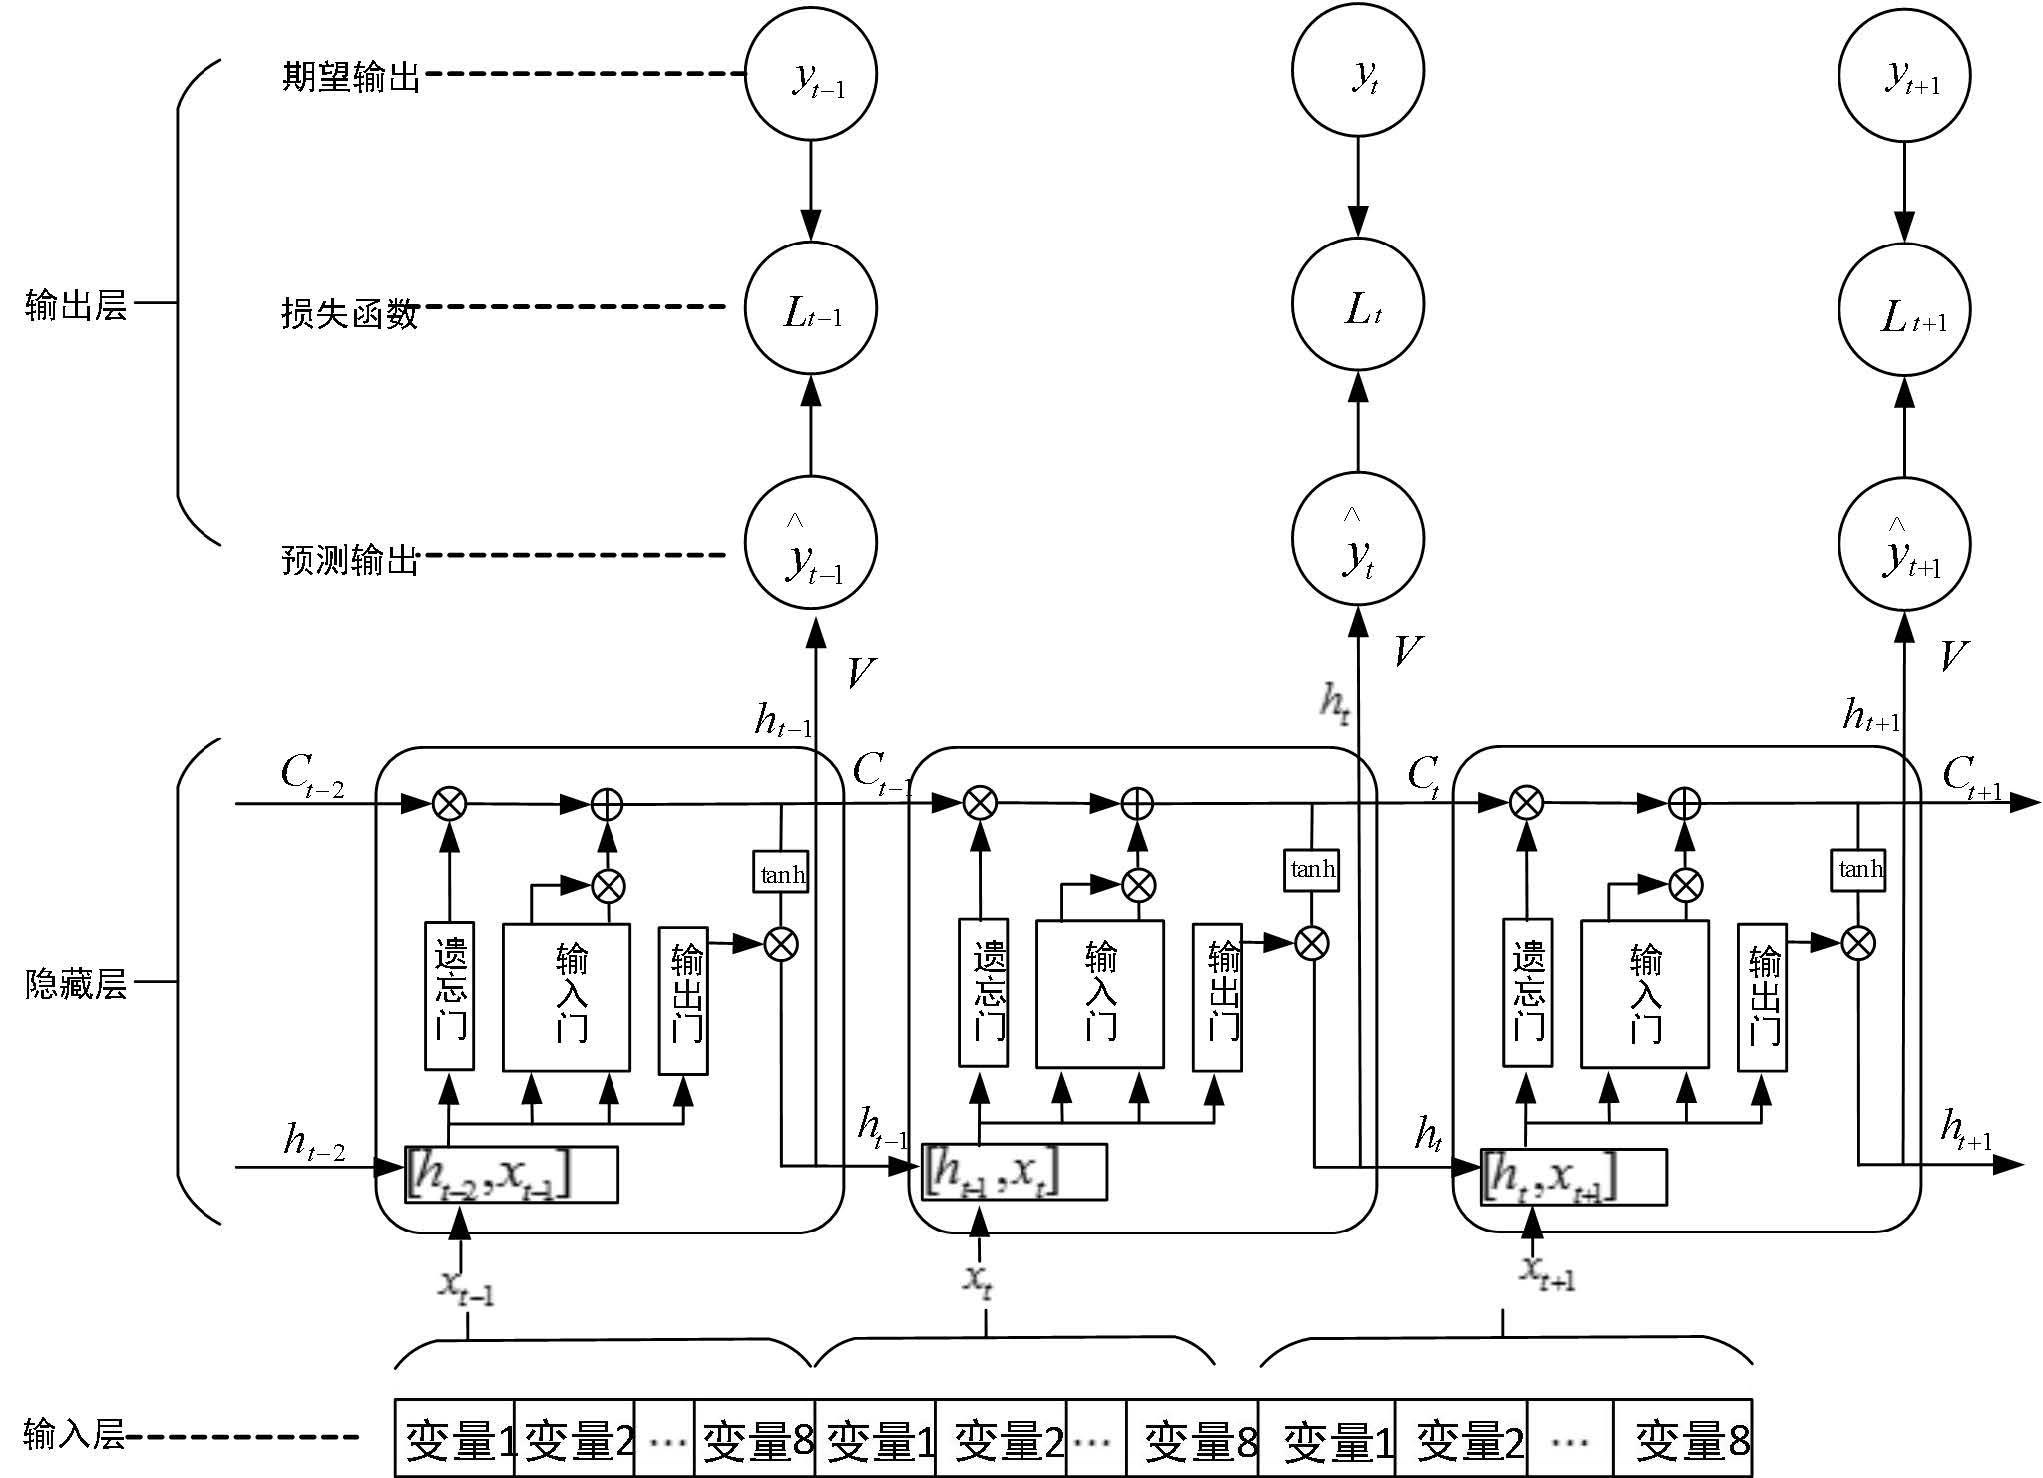 期望输出 y_{t-1} y_t y_{t+1}
输出层 损失函数 L_{t-1} L_t L_{t+1}
预测输出 ŷ_{t-1} ŷ_t ŷ_{t+1}
V V V
h_{t-1} h_t h_{t+1}
C_{t-2} C_{t-1} C_t C_{t+1}
tanh tanh tanh
隐藏层
遗忘门 输入门 输出门 遗忘门 输入门 输出门 遗忘门 输入门 输出门
h_{t-2} h_{t-1} h_t h_{t+1}
[h_{t-2},x_{t-1}] [h_{t-1},x_t] [h_t,x_{t+1}]
x_{t-1} x_t x_{t+1}
输入层 变量1 变量2 ··· 变量8 变量1 变量2 ··· 变量8 变量1 变量2 ··· 变量8